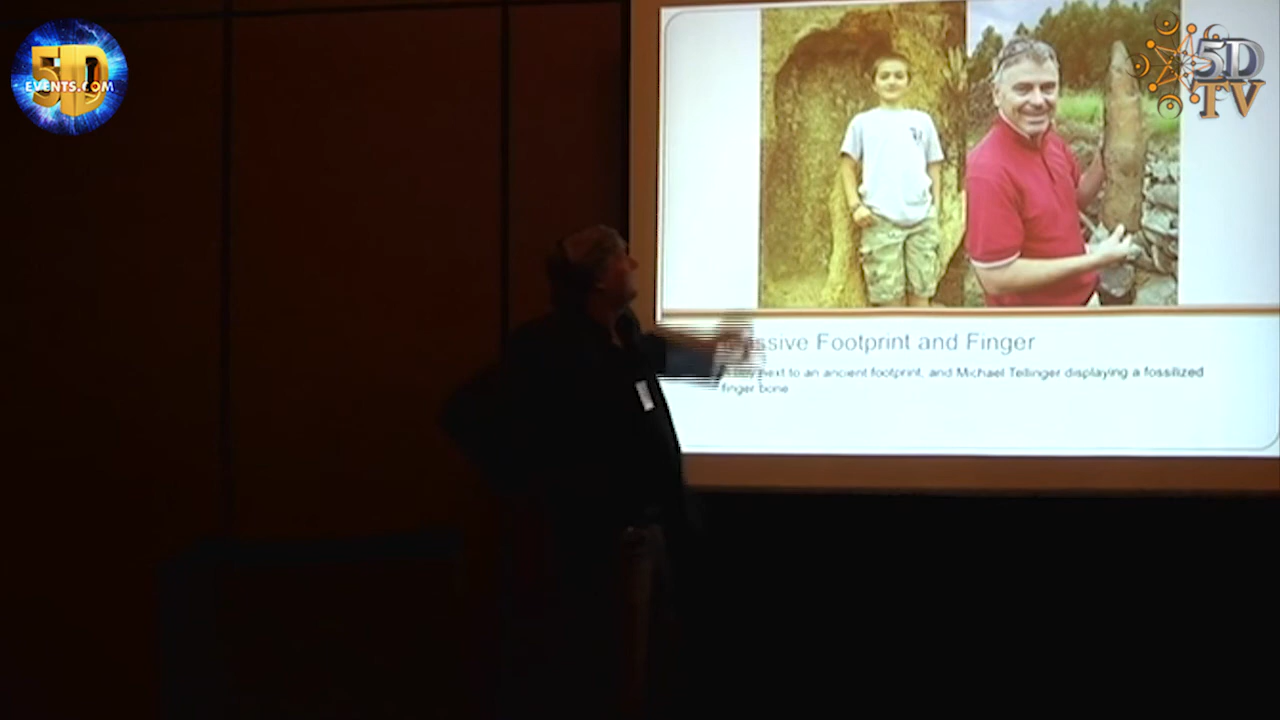 5D
EVENTS.COM
5D
TV
Footprint and Finger
next to an ancient footprint, and Michael Tellinger displaying a fossilized
finger bone